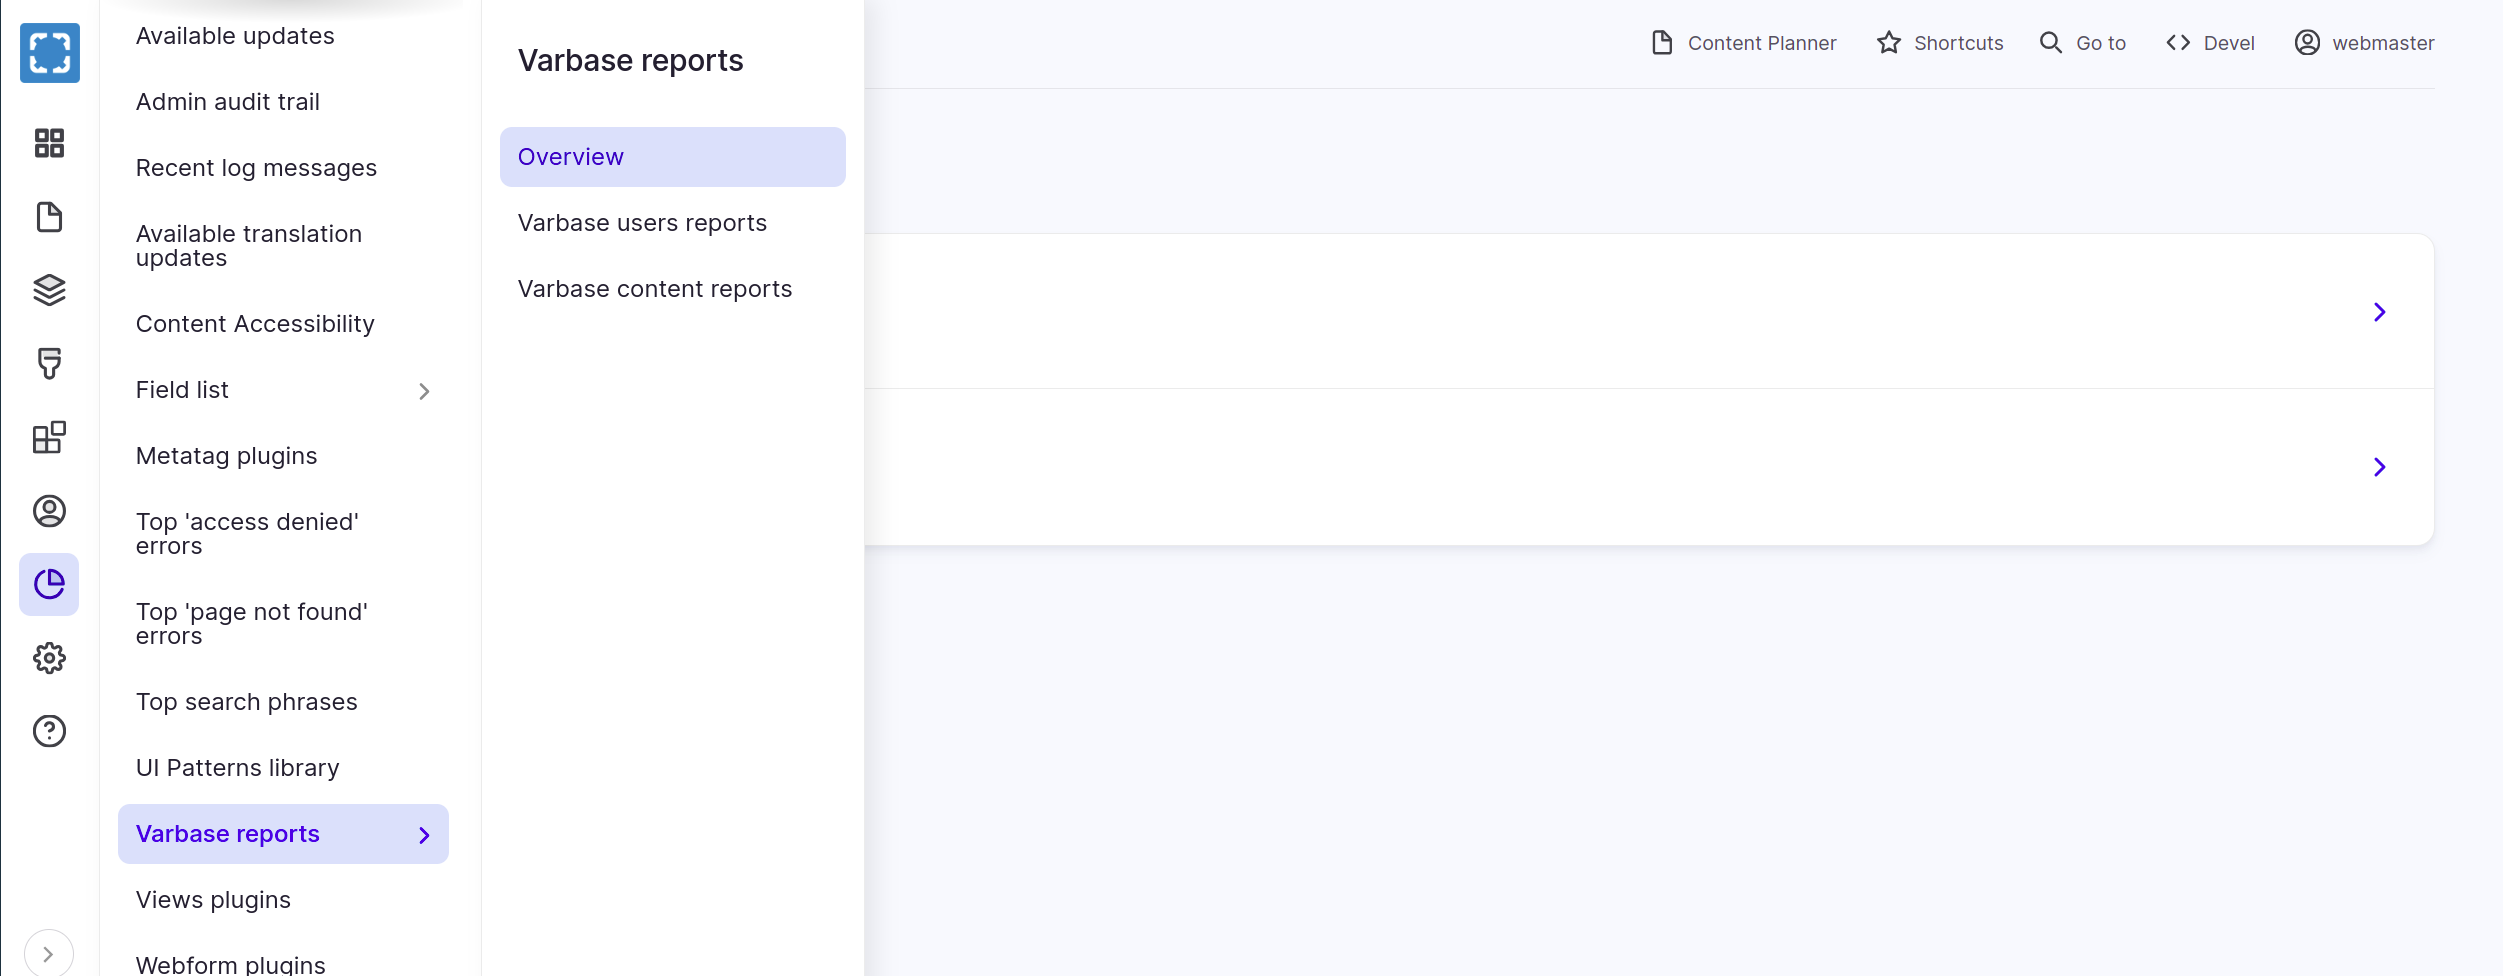 Available updates
Admin audit trail
Recent log messages
Available translation
updates
Content Accessibility
Field list
Metatag plugins
Top 'access denied'
errors
Top 'page not found'
errors
Top search phrases
UI Patterns library
Varbase reports
Views plugins
Webform plugins
Varbase reports
Overview
Varbase users reports
Varbase content reports
Content Planner
Shortcuts
Go to
Devel
webmaster